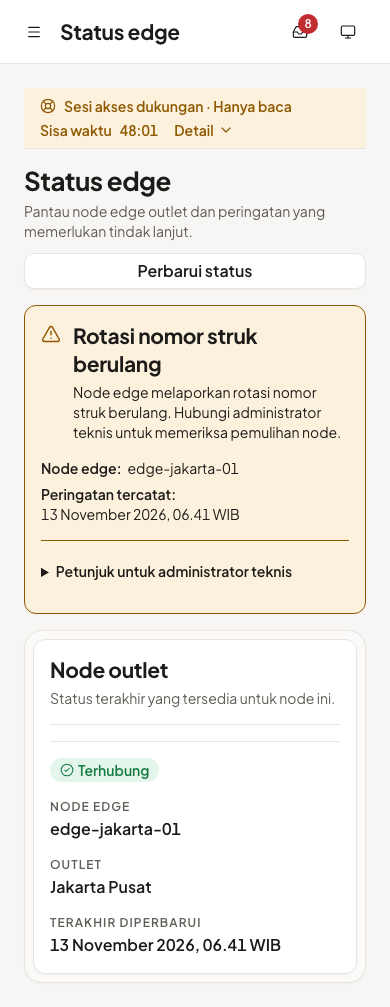 Status edge
8
Sesi akses dukungan · Hanya baca
Sisa waktu 48:01 Detail
Status edge
Pantau node edge outlet dan peringatan yang
memerlukan tindak lanjut.
Perbarui status
Rotasi nomor struk
berulang
Node edge melaporkan rotasi nomor
struk berulang. Hubungi administrator
teknis untuk memeriksa pemulihan node.
Node edge: edge-jakarta-01
Peringatan tercatat:
13 November 2026, 06.41 WIB
Petunjuk untuk administrator teknis
Node outlet
Status terakhir yang tersedia untuk node ini.
Terhubung
NODE EDGE
edge-jakarta-01
OUTLET
Jakarta Pusat
TERAKHIR DIPERBARUI
13 November 2026, 06.41 WIB